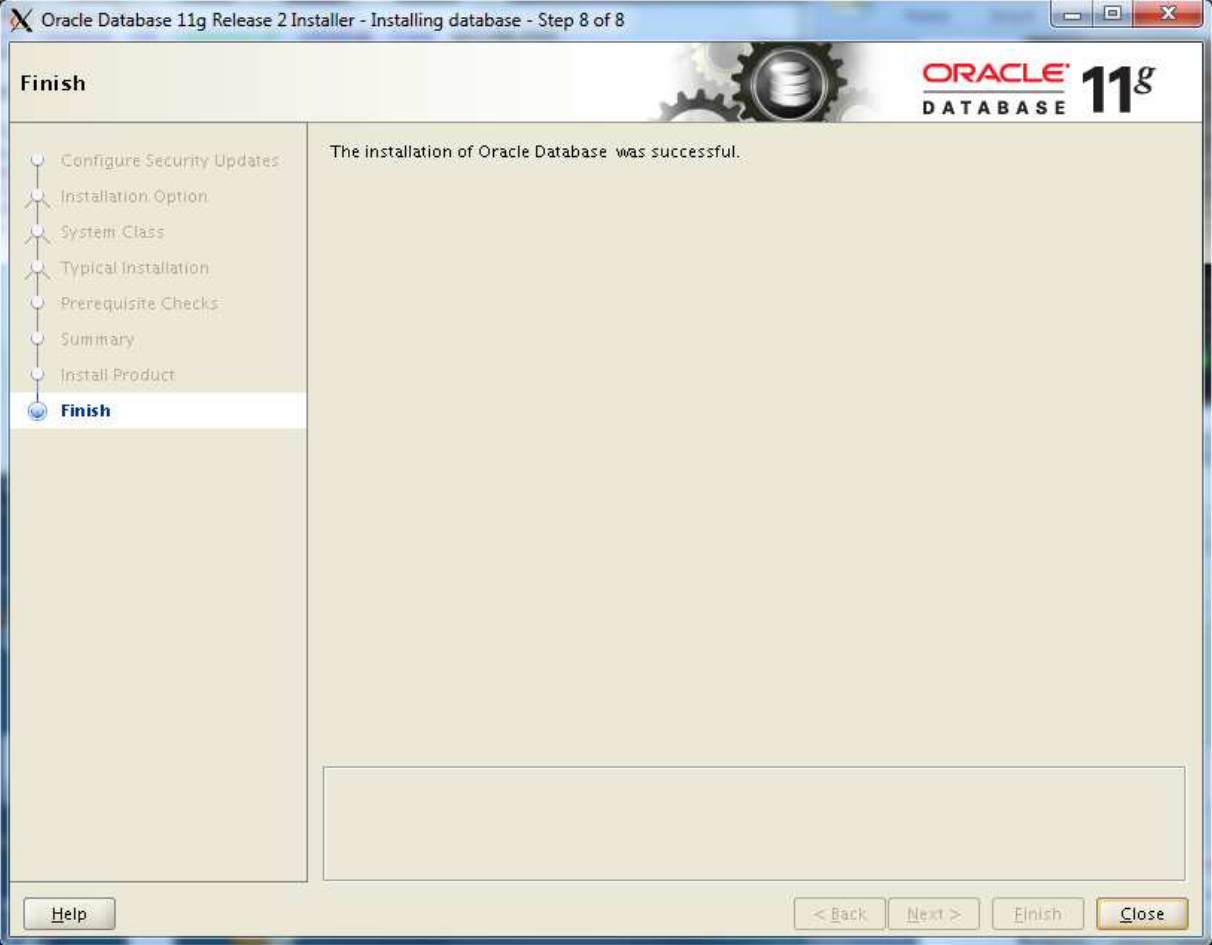 Oracle Database 11g Release 2 Installer - Installing database - Step 8 of 8
Finish
ORACLE
DATABASE
11g
Configure Security Updates
Installation Option
System Class
Typical Installation
Prerequisite Checks
Summary
Install Product
Finish
The installation of Oracle Database was successful.
Help
< Back
Next >
Finish
Close